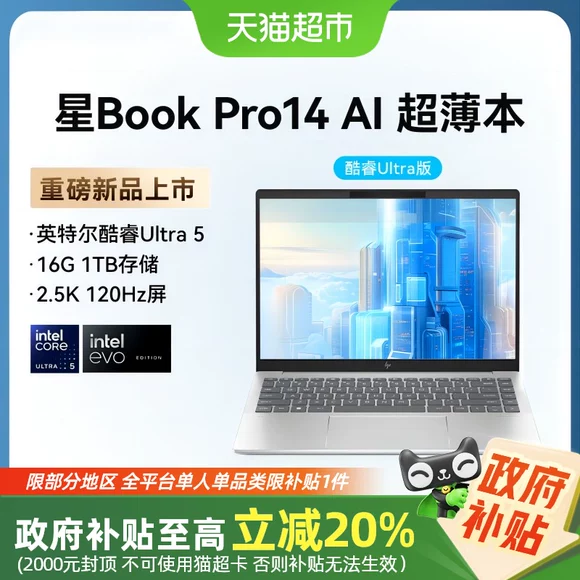 天猫超市
星Book Pro14 AI 超薄本
酷睿Ultra版
重磅新品上市
·英特尔酷睿Ultra 5
·16G 1TB存储
·2.5K 120Hz屏
intel
CORE
ULTRA 5
intel
evo
EDITION
hp
限部分地区 全平台单人单品类限补贴1件
政府补贴至高 立减20%
(2000元封顶 不可使用猫超卡 否则补贴无法生效)
政府
补贴